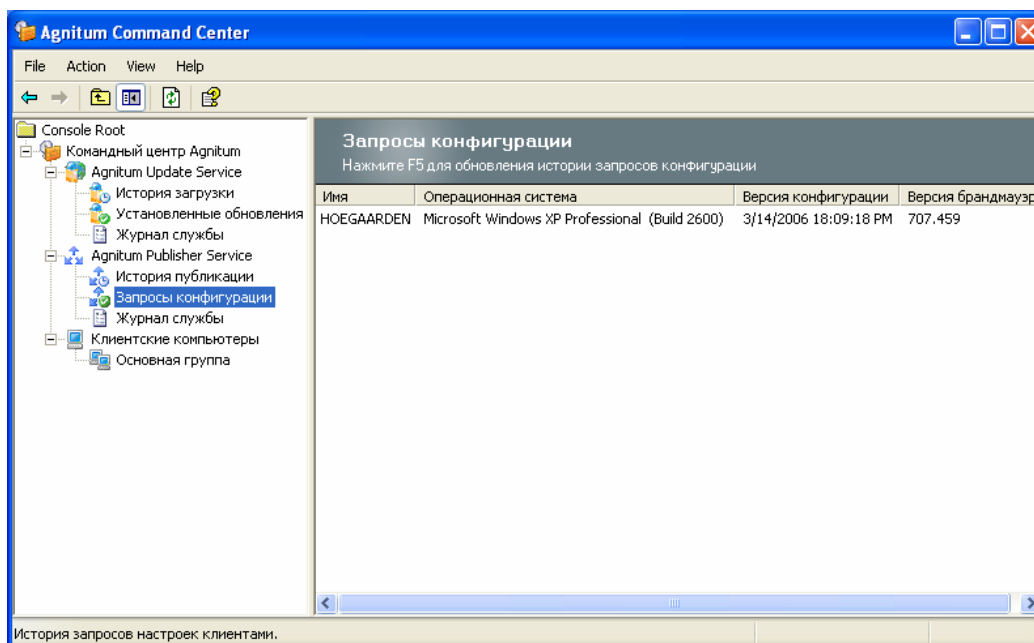 Agnitum Command Center
File Action View Help
Console Root
Командный центр Agnitum
Agnitum Update Service
История загрузки
Установленные обновления
Журнал службы
Agnitum Publisher Service
История публикации
Запросы конфигурации
Журнал службы
Клиентские компьютеры
Основная группа
Запросы конфигурации
Нажмите F5 для обновления истории запросов конфигурации
Имя Операционная система Версия конфигурации Версия брандмауэр
HOEGAARDEN Microsoft Windows XP Professional (Build 2600) 3/14/2006 18:09:18 PM 707.459
История запросов настроек клиентами.